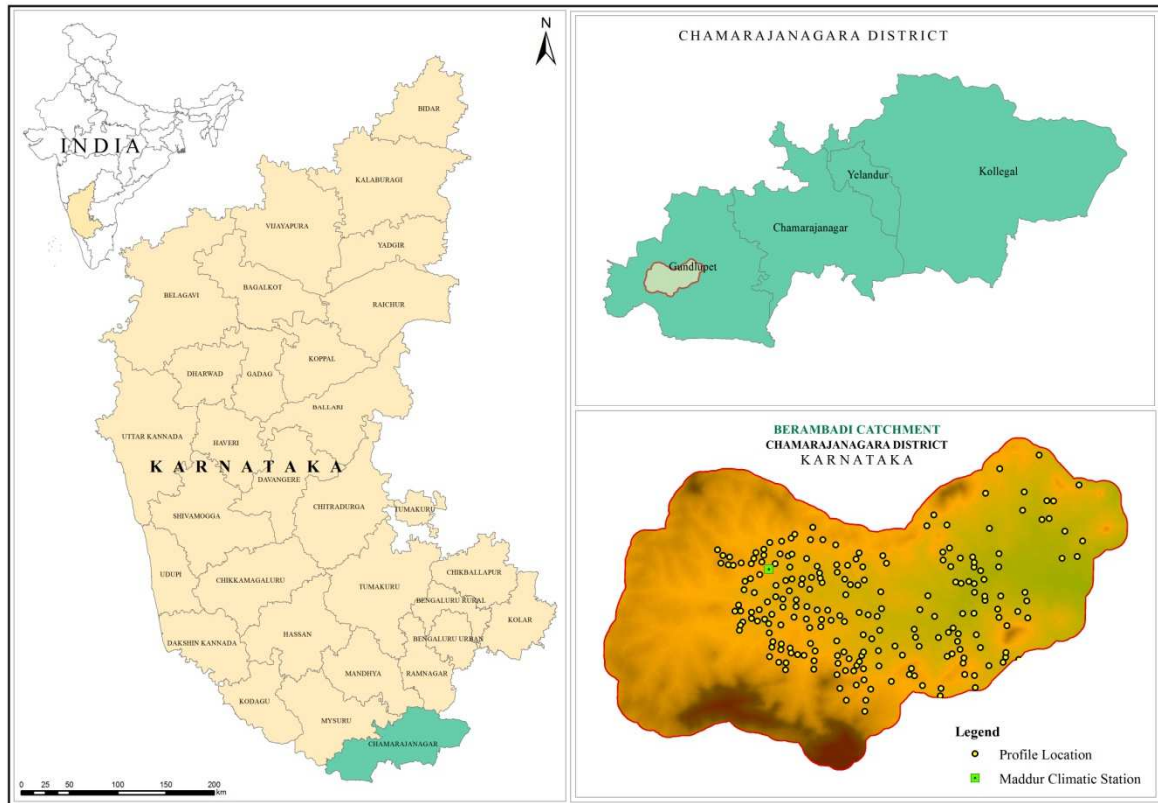 N
INDIA
BIDAR
KALABURAGI
VIJAYAPURA
YADGIR
BELAGAVI
BAGALKOT
RAICHUR
KOPPAL
DHARWAD
GADAG
BALLARI
UTTAR KANNADA
HAVERI
KARNATAKA
DAVANGERE
CHITRADURGA
SHIVAMOGGA
TUMAKURU
UDUPI
CHIKKAMAGALURU
TUMAKURU
CHIKBALLAPUR
BENGALURU RURAL
KOLAR
DAKSHIN KANNADA
HASSAN
BENGALURU URBAN
MANDHYA
RAMNAGAR
KODAGU
MYSURU
CHAMARAJANAGAR
0 25 50 100 150 200
km
CHAMARAJANAGARA DISTRICT
Yelandur
Kollegal
Chamarajanagar
Gundlupet
BERAMBADI CATCHMENT
CHAMARAJANAGARA DISTRICT
KARNATAKA
Legend
Profile Location
Maddur Climatic Station